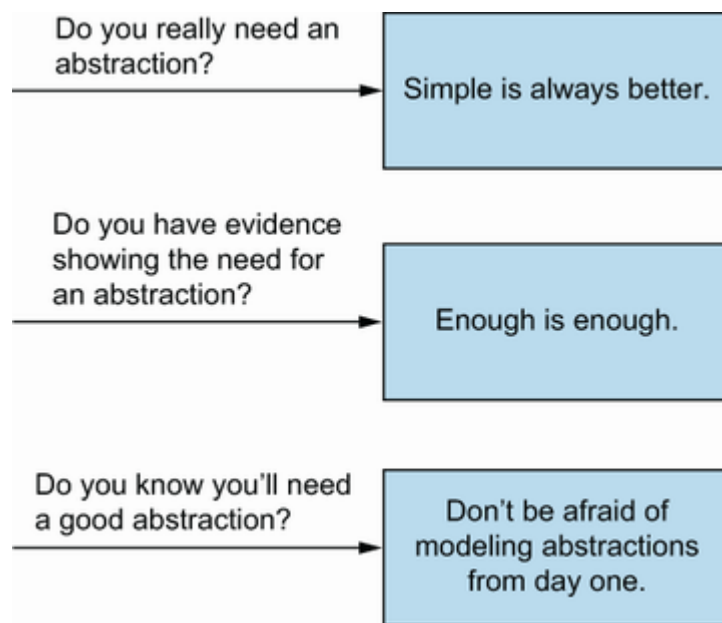 Do you really need an
abstraction?
Simple is always better.
Do you have evidence
showing the need for
an abstraction?
Enough is enough.
Do you know you'll need
a good abstraction?
Don't be afraid of
modeling abstractions
from day one.